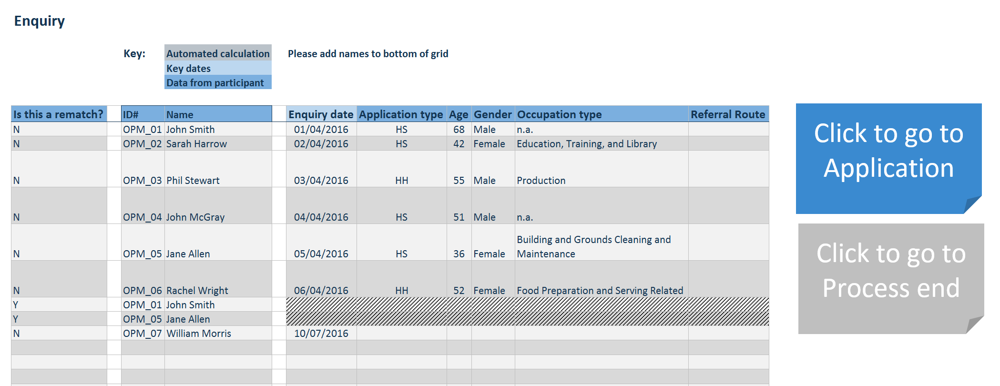 Enquiry
Key: Automated calculation Please add names to bottom of grid
Key dates
Data from participant
Is this a rematch? ID# Name Enquiry date Application type Age Gender Occupation type Referral Route
N OPM_01 John Smith 01/04/2016 HS 68 Male n.a.
N OPM_02 Sarah Harrow 02/04/2016 HS 42 Female Education, Training, and Library
N OPM_03 Phil Stewart 03/04/2016 HH 55 Male Production
N OPM_04 John McGray 04/04/2016 HS 51 Male n.a.
Building and Grounds Cleaning and
N OPM_05 Jane Allen 05/04/2016 HS 36 Female Maintenance
N OPM_06 Rachel Wright 06/04/2016 HH 52 Female Food Preparation and Serving Related
Y OPM_01 John Smith
Y OPM_05 Jane Allen
N OPM_07 William Morris 10/07/2016
Click to go to
Application
Click to go to
Process end